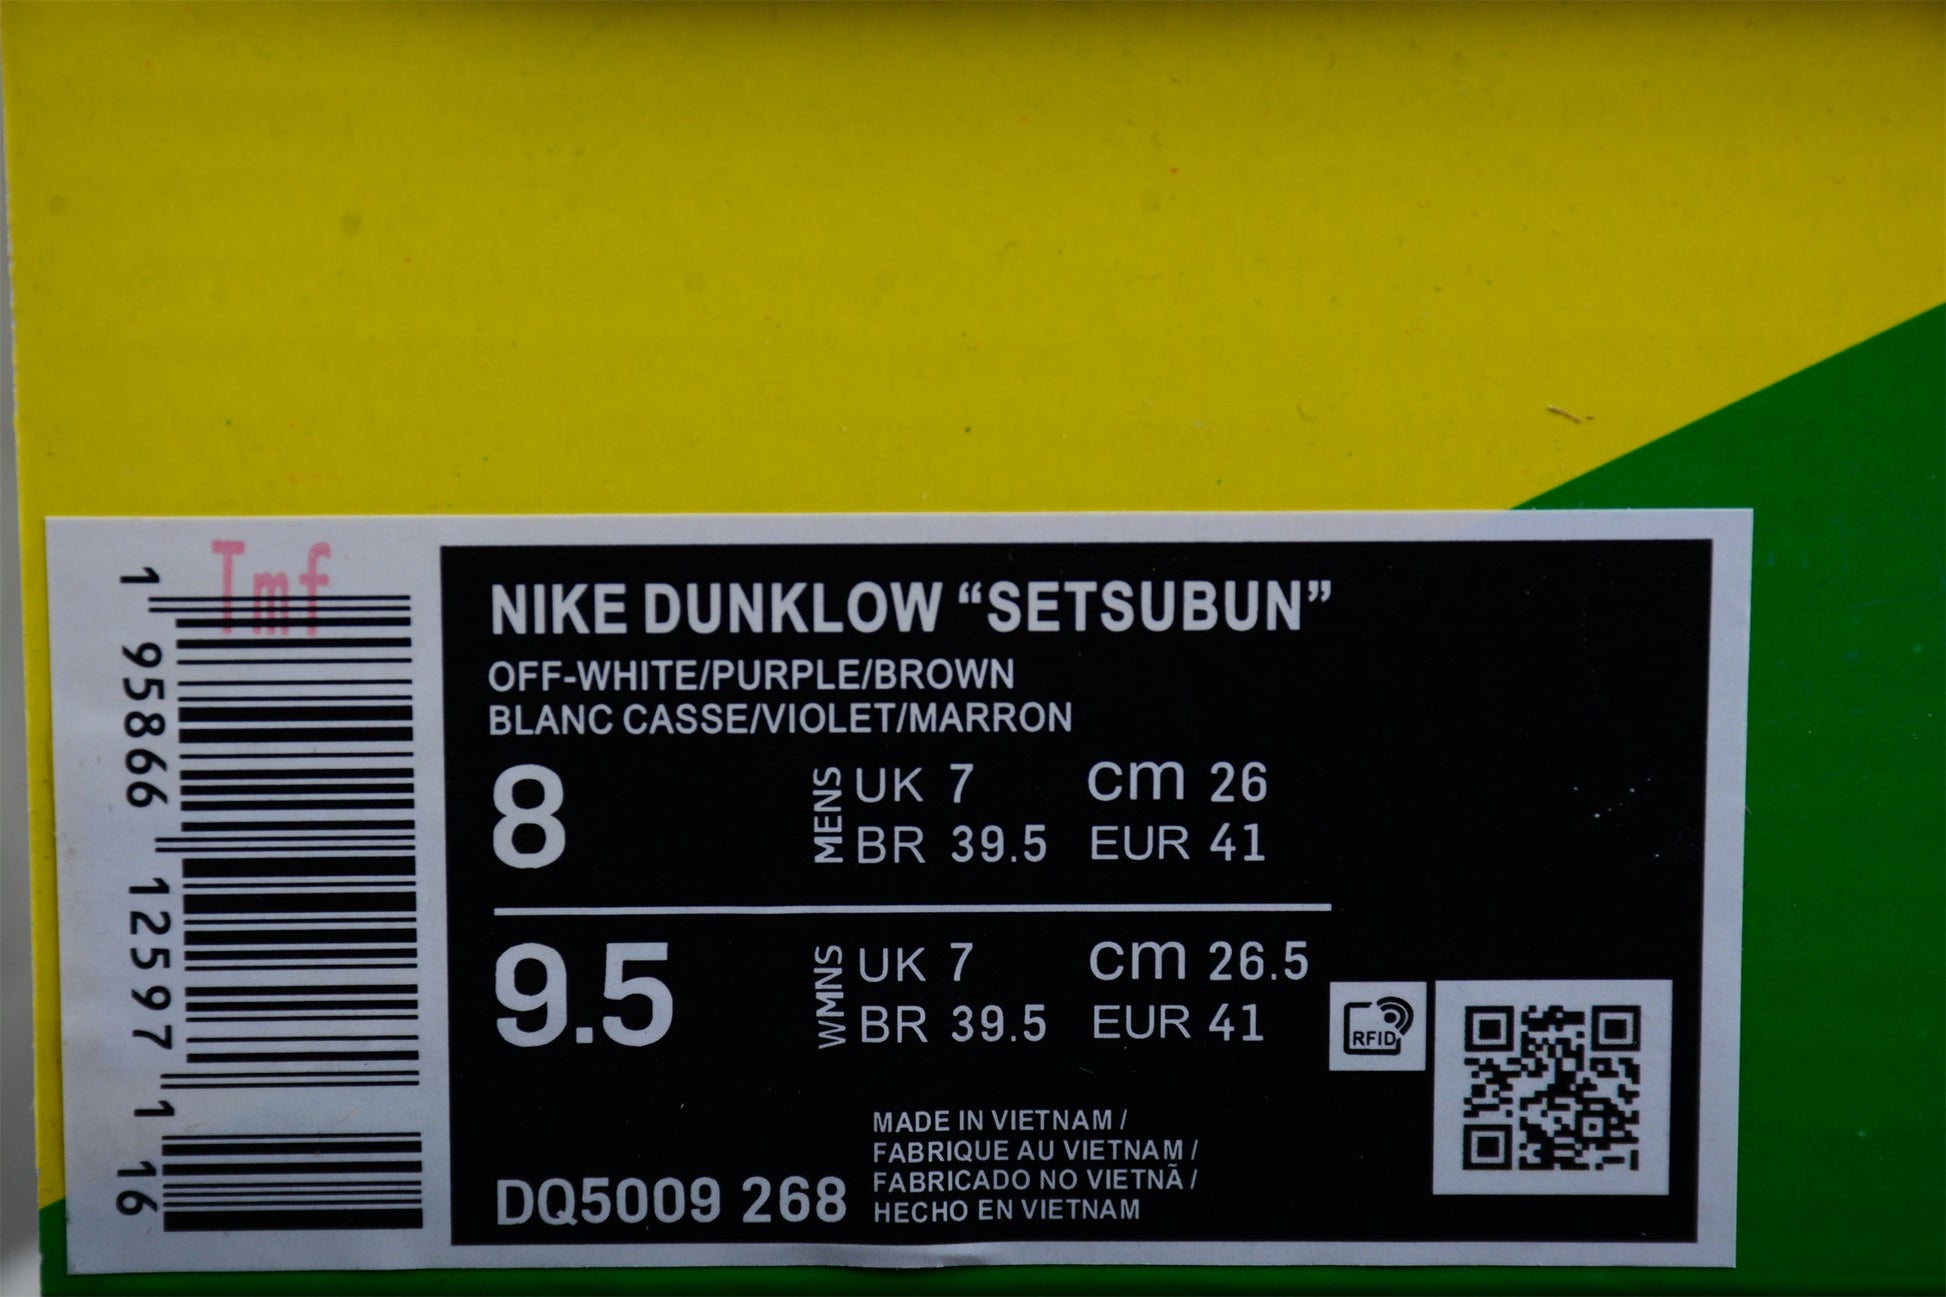 Tmf
1 95866 12597 1 16
NIKE DUNKLOW “SETSUBUN”
OFF-WHITE/PURPLE/BROWN
BLANC CASSE/VIOLET/MARRON
8 MENS UK 7 cm 26
BR 39.5 EUR 41
9.5 WMNS UK 7 cm 26.5
BR 39.5 EUR 41
RFID
MADE IN VIETNAM /
FABRIQUE AU VIETNAM /
FABRICADO NO VIETNÃ /
HECHO EN VIETNAM
DQ5009 268